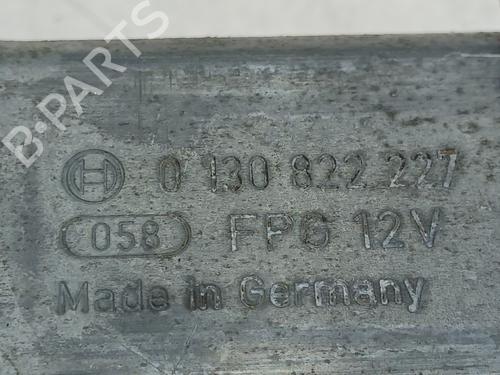 B-PARTS
0 130 822 227
058 FPG 12V
Made in Germany